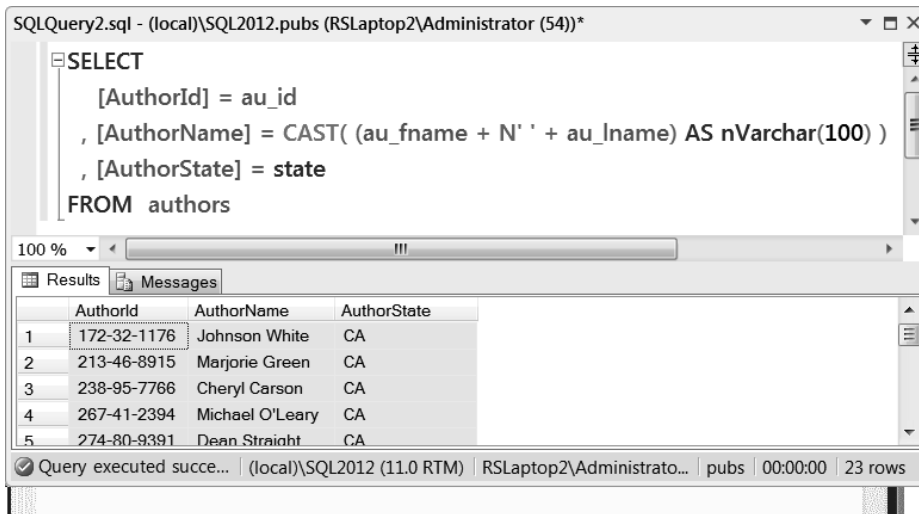 SQLQuery2.sql - (local)\SQL2012.pubs (RSLaptop2\Administrator (54))*
SELECT
[AuthorId] = au_id
, [AuthorName] = CAST( (au_fname + N' ' + au_lname) AS nVarchar(100) )
, [AuthorState] = state
FROM authors
100 %
Results Messages
AuthorId AuthorName AuthorState
1 172-32-1176 Johnson White CA
2 213-46-8915 Marjorie Green CA
3 238-95-7766 Cheryl Carson CA
4 267-41-2394 Michael O'Leary CA
5 274-80-9391 Dean Straight CA
Query executed succe... (local)\SQL2012 (11.0 RTM) RSLaptop2\Administrato... pubs 00:00:00 23 rows